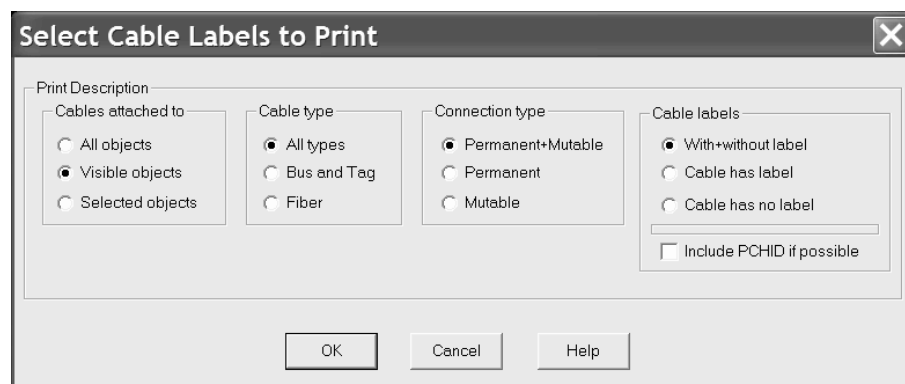 Select Cable Labels to Print
Print Description
Cables attached to
All objects
Visible objects
Selected objects
Cable type
All types
Bus and Tag
Fiber
Connection type
Permanent+Mutable
Permanent
Mutable
Cable labels
With+without label
Cable has label
Cable has no label
Include PCHID if possible
OK
Cancel
Help